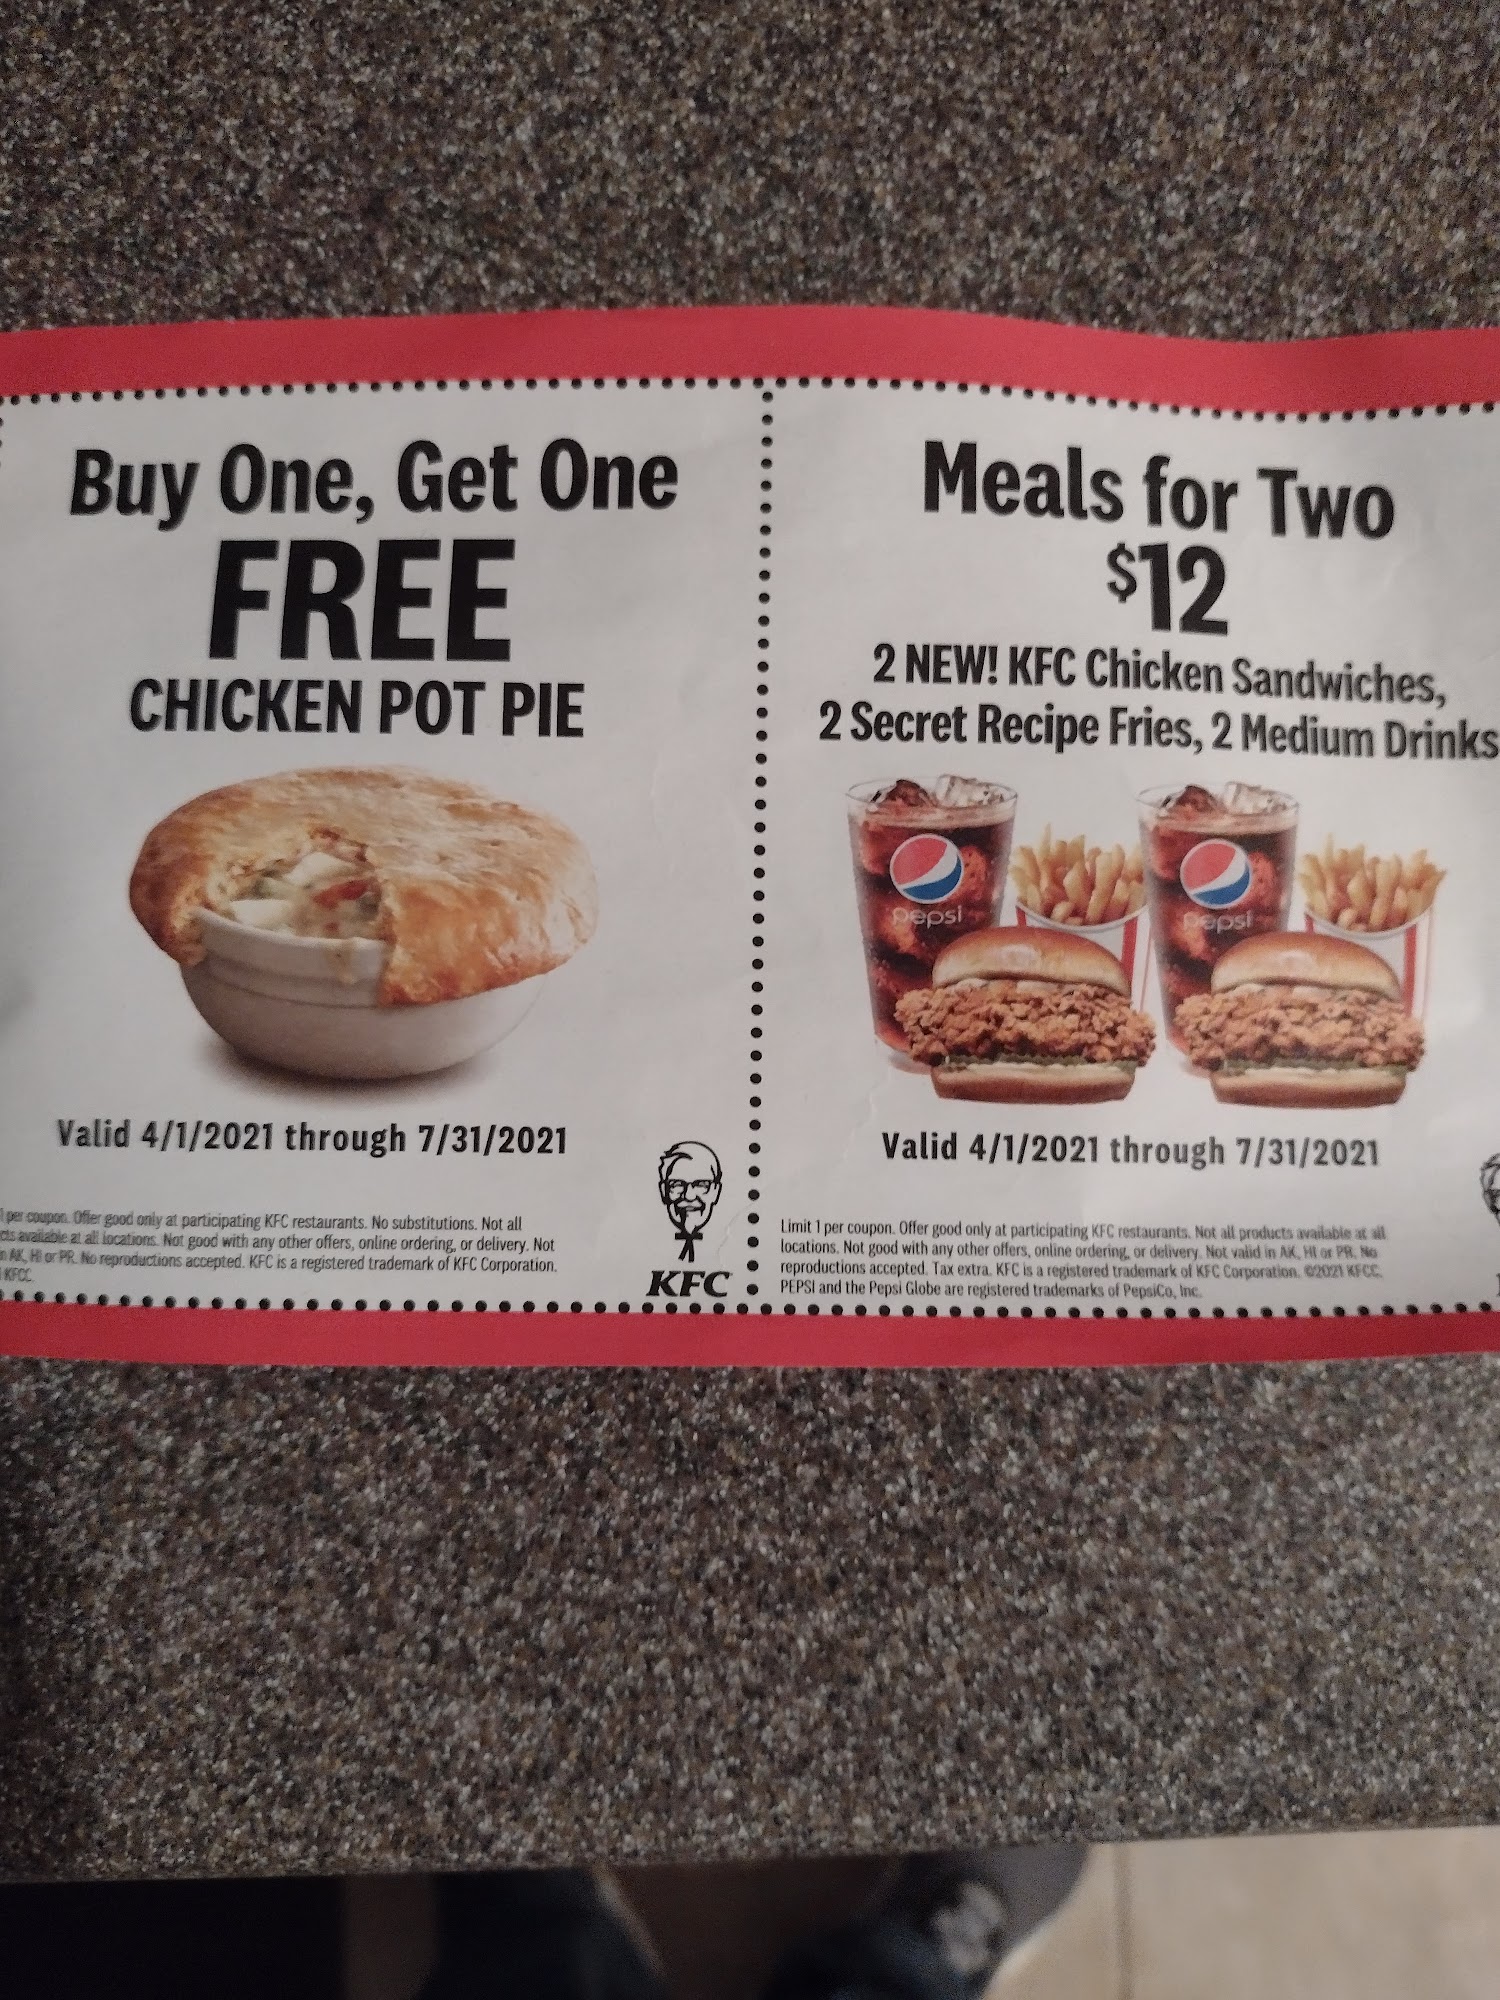 Buy One, Get One
FREE
CHICKEN POT PIE
Valid 4/1/2021 through 7/31/2021
1 per coupon. Offer good only at participating KFC restaurants. No substitutions. Not all
available at all locations. Not good with any other offers, online ordering, or delivery. Not
AK, HI or PR. No reproductions accepted. KFC is a registered trademark of KFC Corporation.
KFCC.
KFC
Meals for Two
$12
2 NEW! KFC Chicken Sandwiches,
2 Secret Recipe Fries, 2 Medium Drinks
pepsi
pepsi
Valid 4/1/2021 through 7/31/2021
Limit 1 per coupon. Offer good only at participating KFC restaurants. Not all products available at all
locations. Not good with any other offers, online ordering, or delivery. Not valid in AK, HI or PR. No
reproductions accepted. Tax extra. KFC is a registered trademark of KFC Corporation. ©2021 KFCC.
PEPSI and the Pepsi Globe are registered trademarks of PepsiCo, Inc.